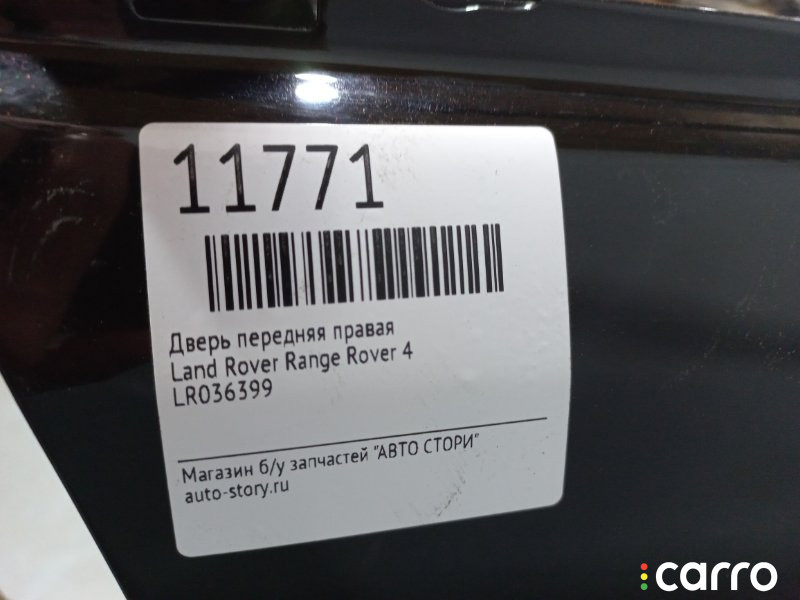 11771
Дверь передняя правая
Land Rover Range Rover 4
LR036399
Магазин б/у запчастей "АВТО СТОРИ"
auto-story.ru
carro